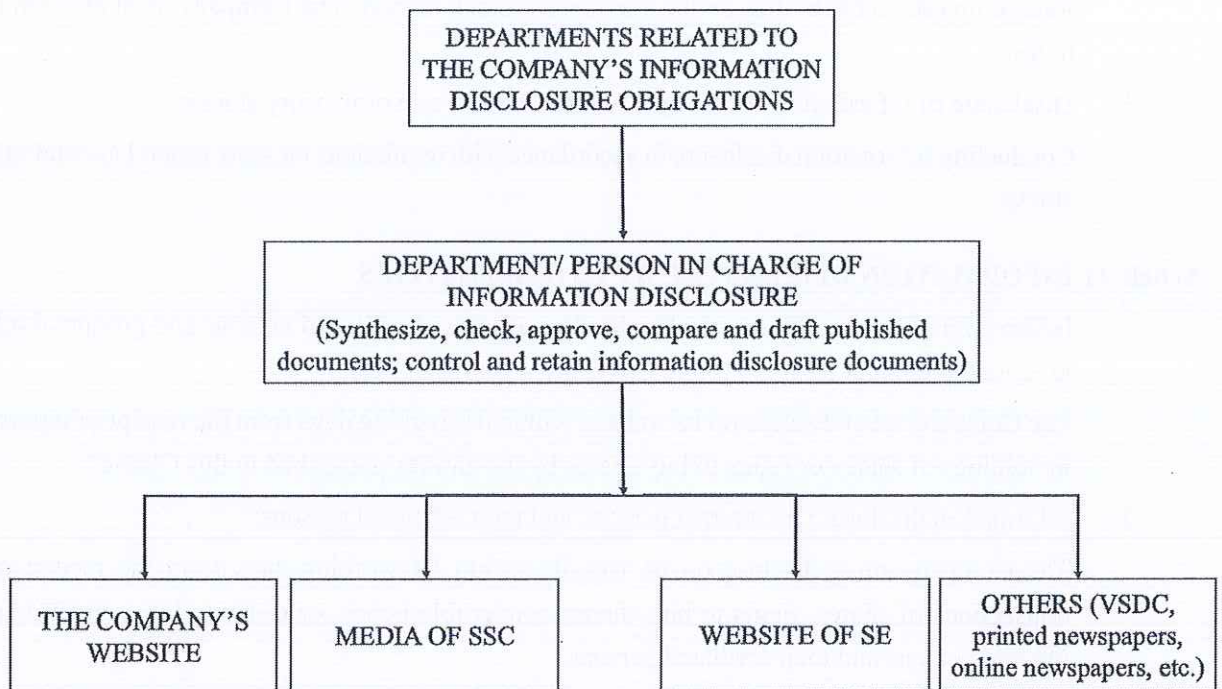 DEPARTMENTS RELATED TO
THE COMPANY'S INFORMATION
DISCLOSURE OBLIGATIONS
DEPARTMENT/ PERSON IN CHARGE OF
INFORMATION DISCLOSURE
(Synthesize, check, approve, compare and draft published
documents; control and retain information disclosure documents)
THE COMPANY'S
WEBSITE
MEDIA OF SSC
WEBSITE OF SE
OTHERS (VSDC,
printed newspapers,
online newspapers, etc.)